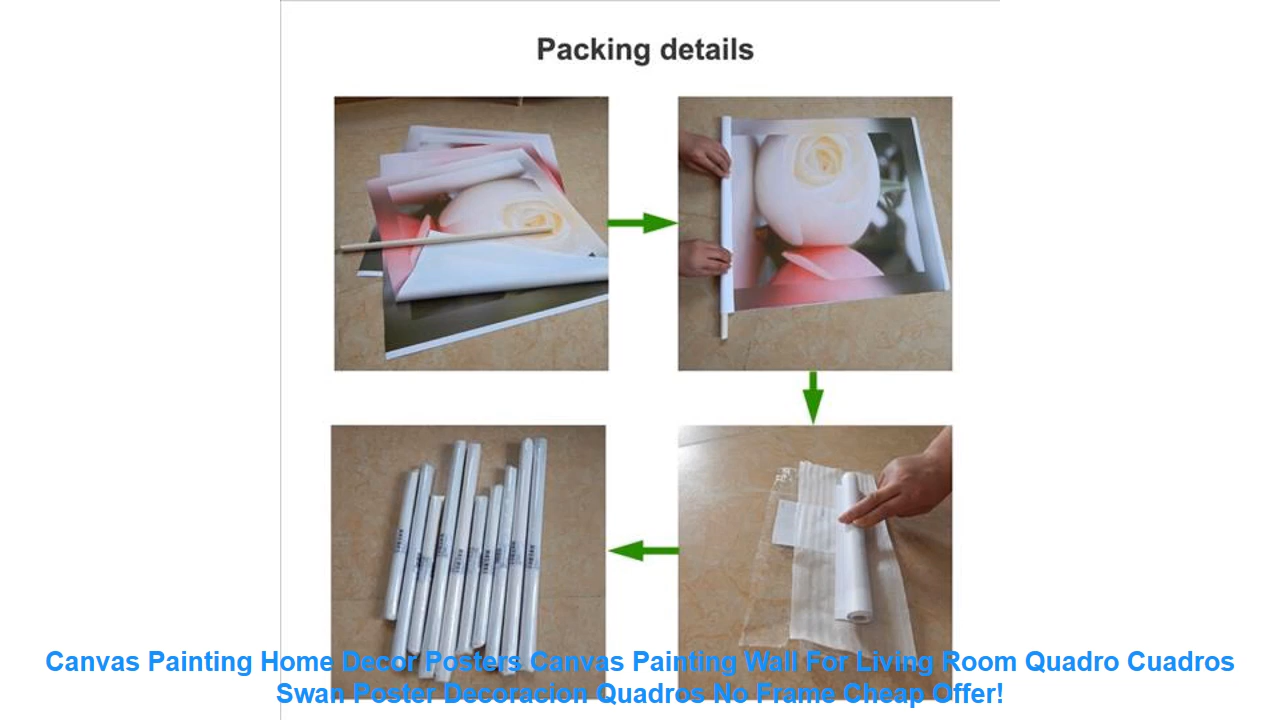 Packing details
Canvas Painting Home Decor Posters Canvas Painting Wall For Living Room Quadro Cuadros
Swan Poster Decoracion Quadros No Frame Cheap Offer!